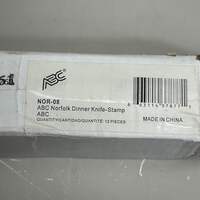 ABC
NOR-08
ABC Norfolk Dinner Knife-Stamp
ABC
QUANTITY/CANTIDAD/QUANTITE: 12 PIECES
MADE IN CHINA